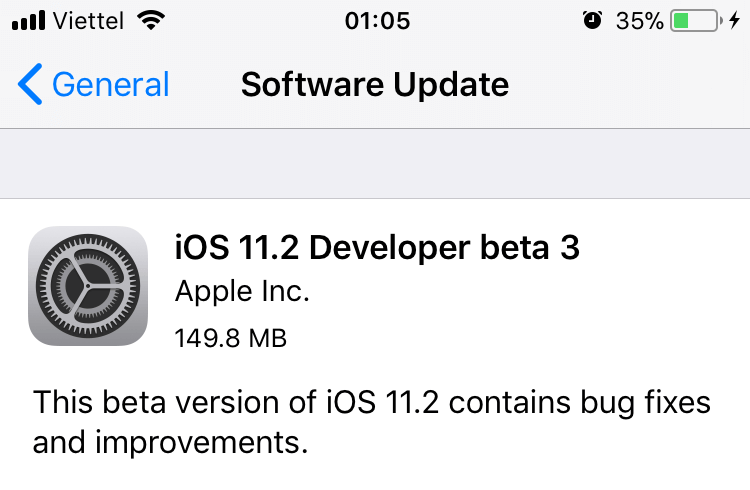 Viettel 01:05 35%
General Software Update
iOS 11.2 Developer beta 3
Apple Inc.
149.8 MB
This beta version of iOS 11.2 contains bug fixes
and improvements.